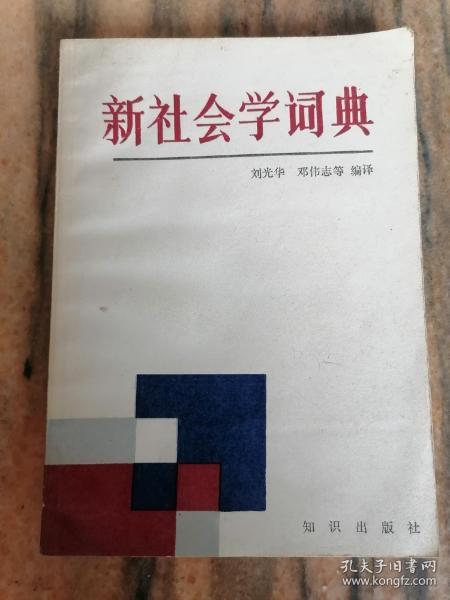 新社会学词典
刘光华 邓伟志等 编译
知识出版社
孔夫子旧书网
www.kongfz.com